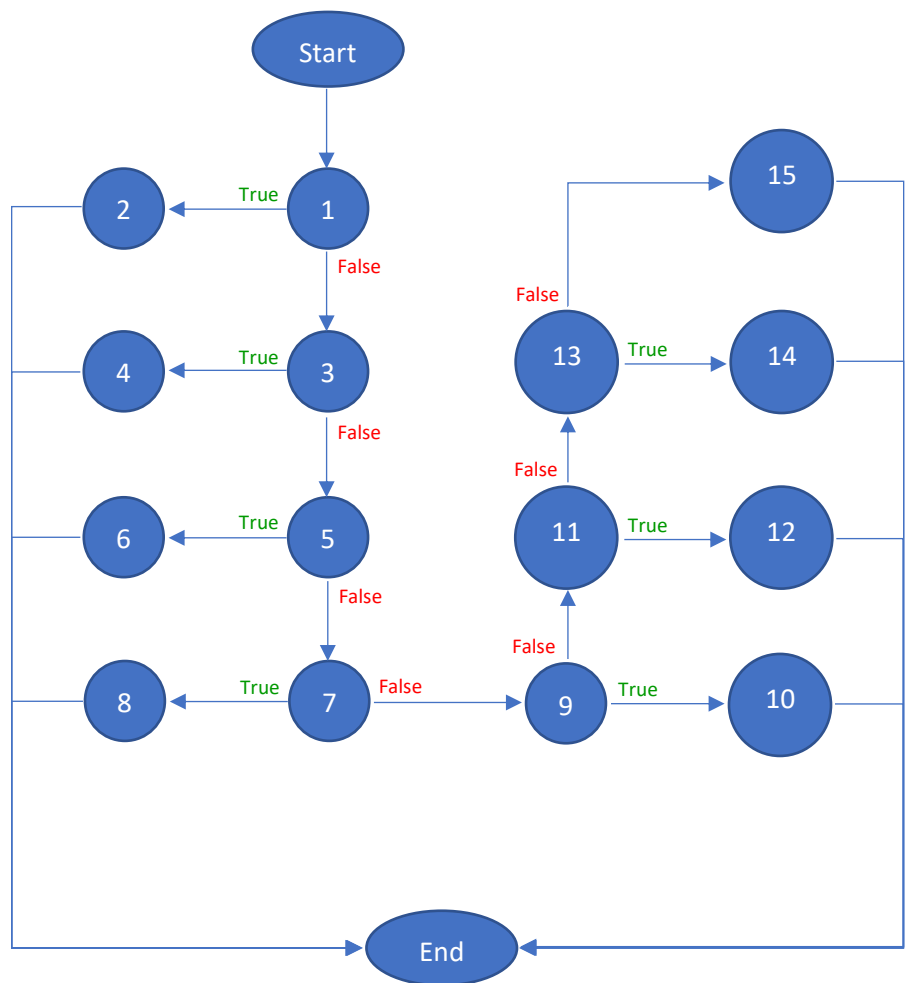 Start
2
True
1
False
4
True
3
False
6
True
5
False
8
True
7
False
9
True
10
False
11
True
12
False
13
True
14
False
15
End